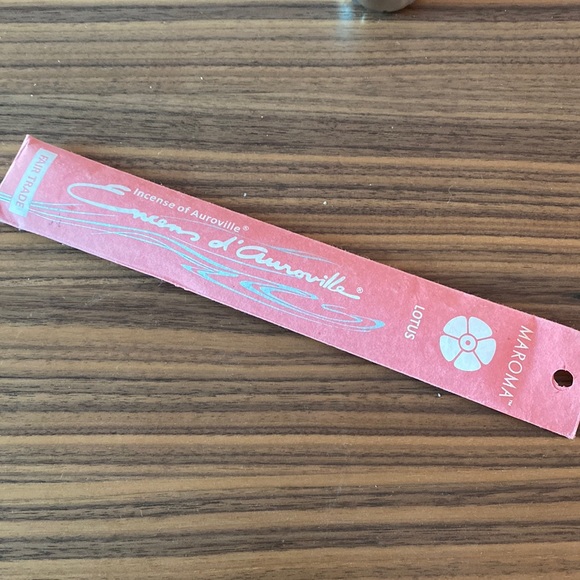 FAIR TRADE
Incense of Auroville®
Encens d'Auroville®
LOTUS
MAROMA™